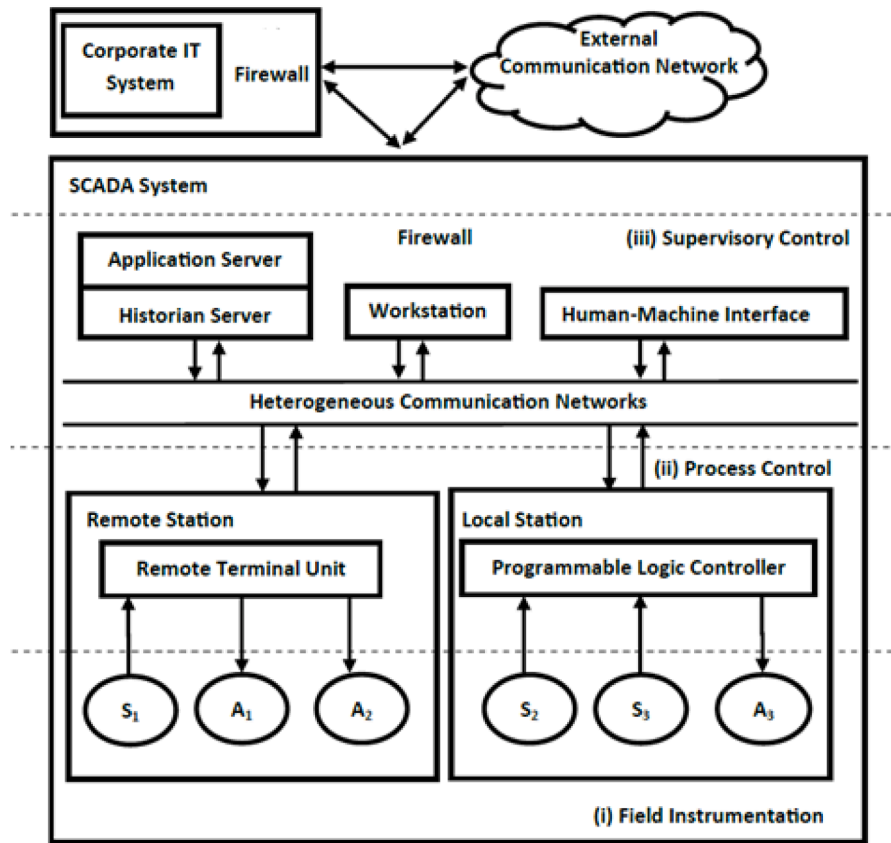 Corporate IT
System
Firewall
External
Communication Network
SCADA System
Firewall
(iii) Supervisory Control
Application Server
Historian Server
Workstation
Human-Machine Interface
Heterogeneous Communication Networks
(ii) Process Control
Remote Station
Remote Terminal Unit
Local Station
Programmable Logic Controller
S₁
A₁
A₂
S₂
S₃
A₃
(i) Field Instrumentation